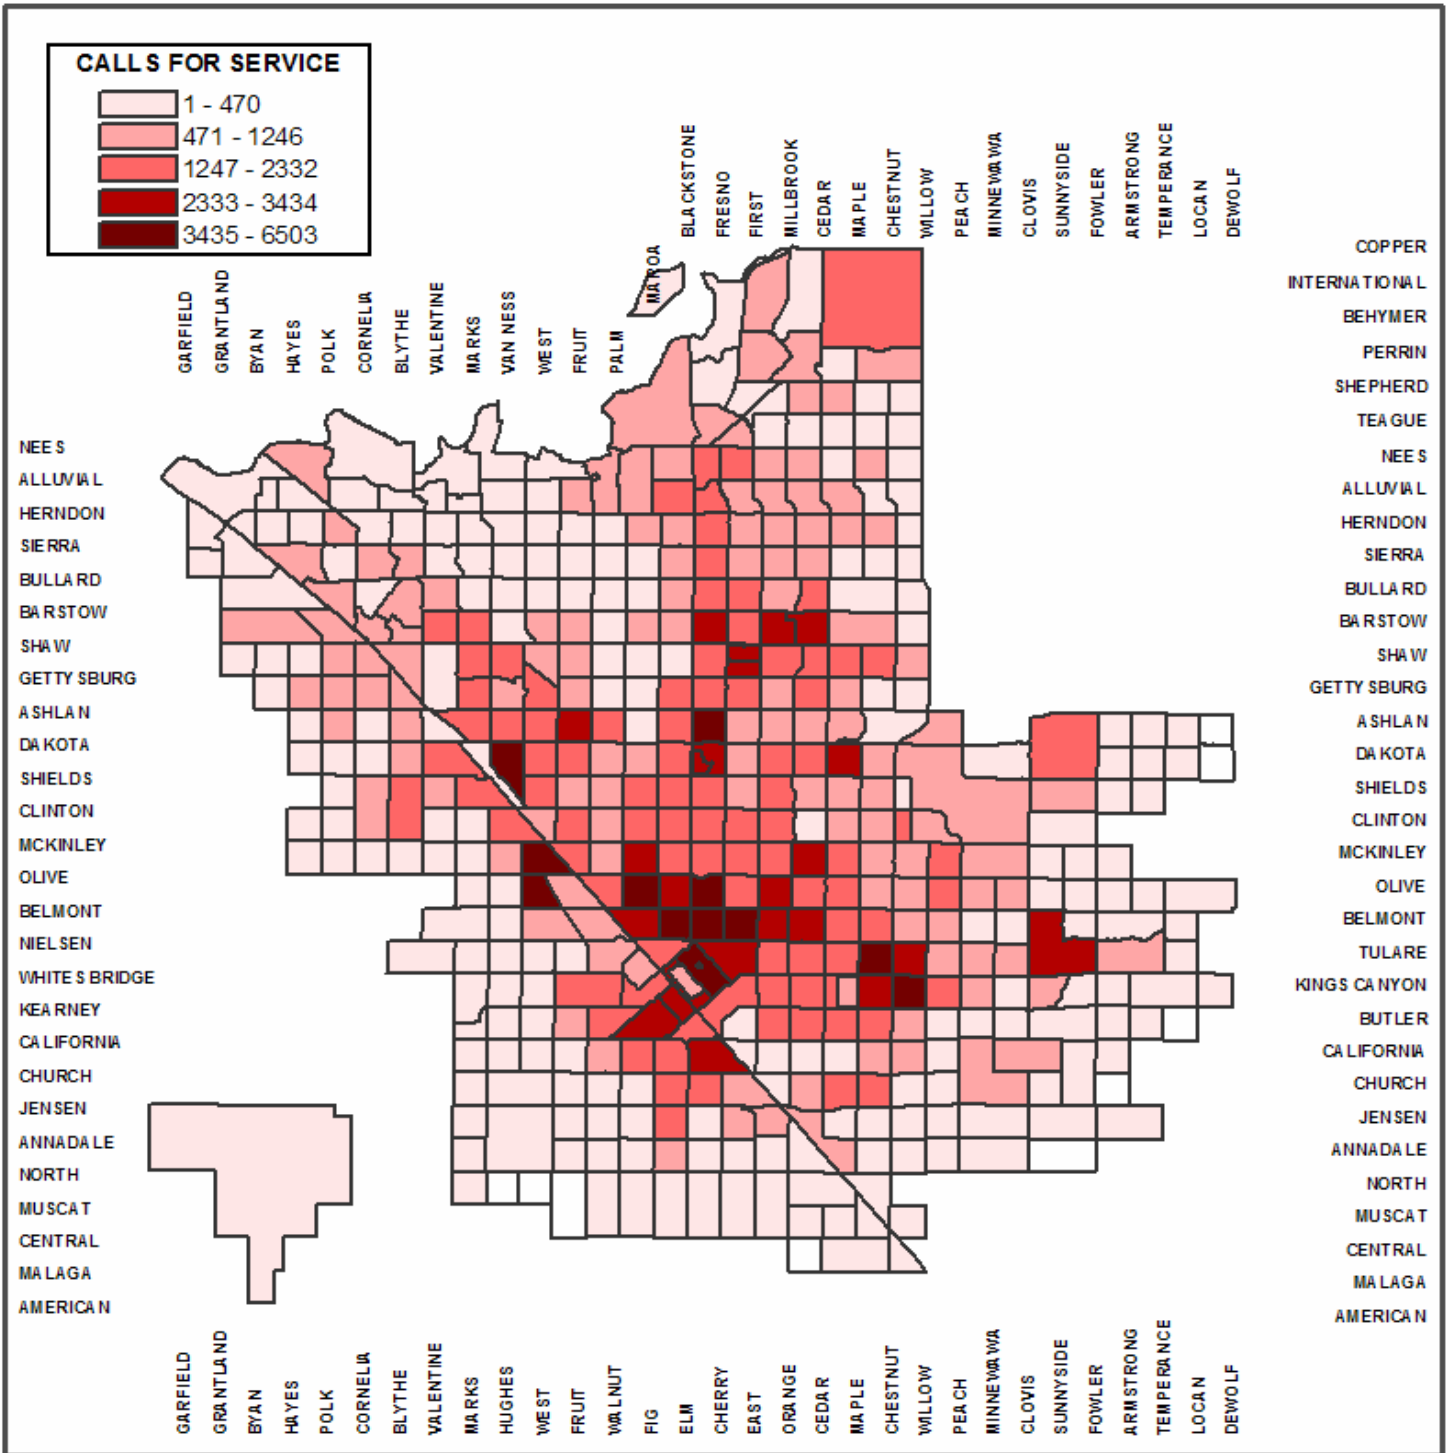 CALLS FOR SERVICE
1 - 470
471 - 1246
1247 - 2332
2333 - 3434
3435 - 6503
GARFIELD
GRANTLAND
BYAN
HAYES
POLK
CORNELIA
BLYTHE
VALENTINE
MARKS
VAN NESS
WEST
FRUIT
PALM
MAROA
BLACKSTONE
FRESNO
FIRST
MILLBROOK
CEDAR
MAPLE
CHESTNUT
WILLOW
PEACH
MINNEWAWA
CLOVIS
SUNNYSIDE
FOWLER
ARMSTRONG
TEMPERANCE
LOCAN
DEWOLF
NEES
ALLUVIAL
HERNDON
SIERRA
BULLARD
BARSTOW
SHAW
GETTYSBURG
ASHLAN
DAKOTA
SHIELDS
CLINTON
MCKINLEY
OLIVE
BELMONT
NIELSEN
WHITESBRIDGE
KEARNEY
CALIFORNIA
CHURCH
JENSEN
ANNADALE
NORTH
MUSCAT
CENTRAL
MALAGA
AMERICAN
COPPER
INTERNATIONAL
BEHYMER
PERRIN
SHEPHERD
TEAGUE
NEES
ALLUVIAL
HERNDON
SIERRA
BULLARD
BARSTOW
SHAW
GETTYSBURG
ASHLAN
DAKOTA
SHIELDS
CLINTON
MCKINLEY
OLIVE
BELMONT
TULARE
KINGS CANYON
BUTLER
CALIFORNIA
CHURCH
JENSEN
ANNADALE
NORTH
MUSCAT
CENTRAL
MALAGA
AMERICAN
GARFIELD
GRANTLAND
BYAN
HAYES
POLK
CORNELIA
BLYTHE
VALENTINE
MARKS
HUGHES
WEST
FRUIT
WALNUT
FIG
ELM
CHERRY
EAST
ORANGE
CEDAR
MAPLE
CHESTNUT
WILLOW
PEACH
MINNEWAWA
CLOVIS
SUNNYSIDE
FOWLER
ARMSTRONG
TEMPERANCE
LOCAN
DEWOLF